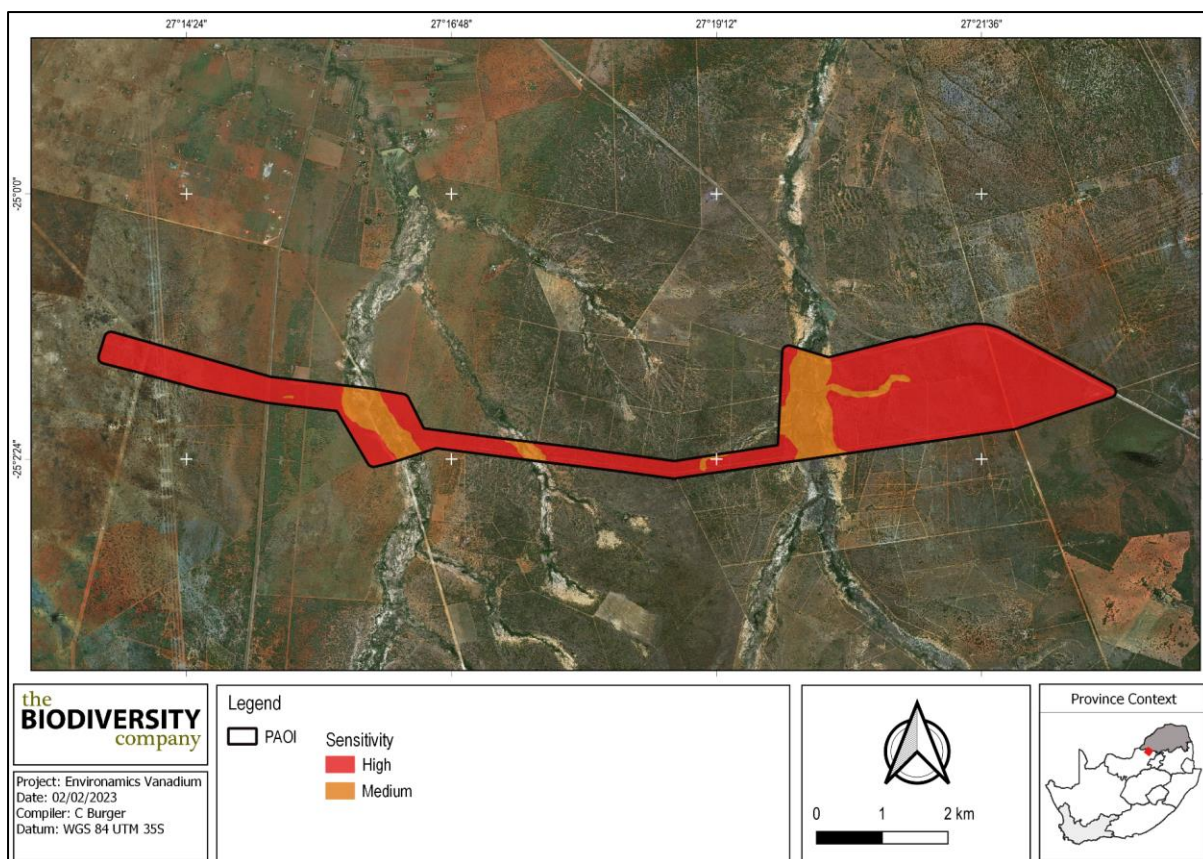 27°14'24"
27°16'48"
27°19'12"
27°21'36"
-25°0'0"
-25°2'24"
the
BIODIVERSITY
company
Project: Environamics Vanadium
Date: 02/02/2023
Compiler: C Burger
Datum: WGS 84 UTM 35S
Legend
PAOI
Sensitivity
High
Medium
0 1 2 km
Province Context